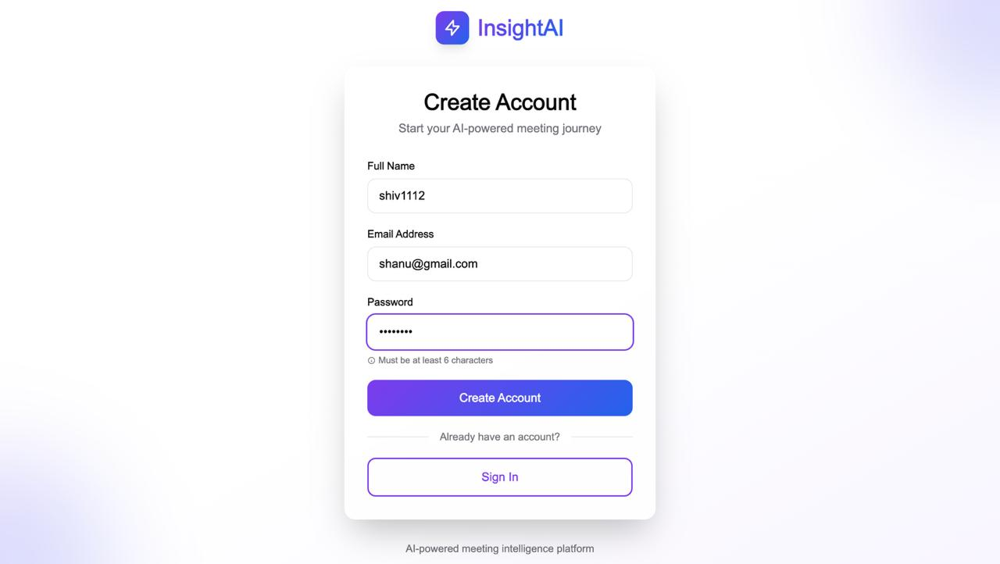 InsightAI
Create Account
Start your AI-powered meeting journey
Full Name
shiv1112
Email Address
shanu@gmail.com
Password
••••••••
Must be at least 6 characters
Create Account
Already have an account?
Sign In
AI-powered meeting intelligence platform